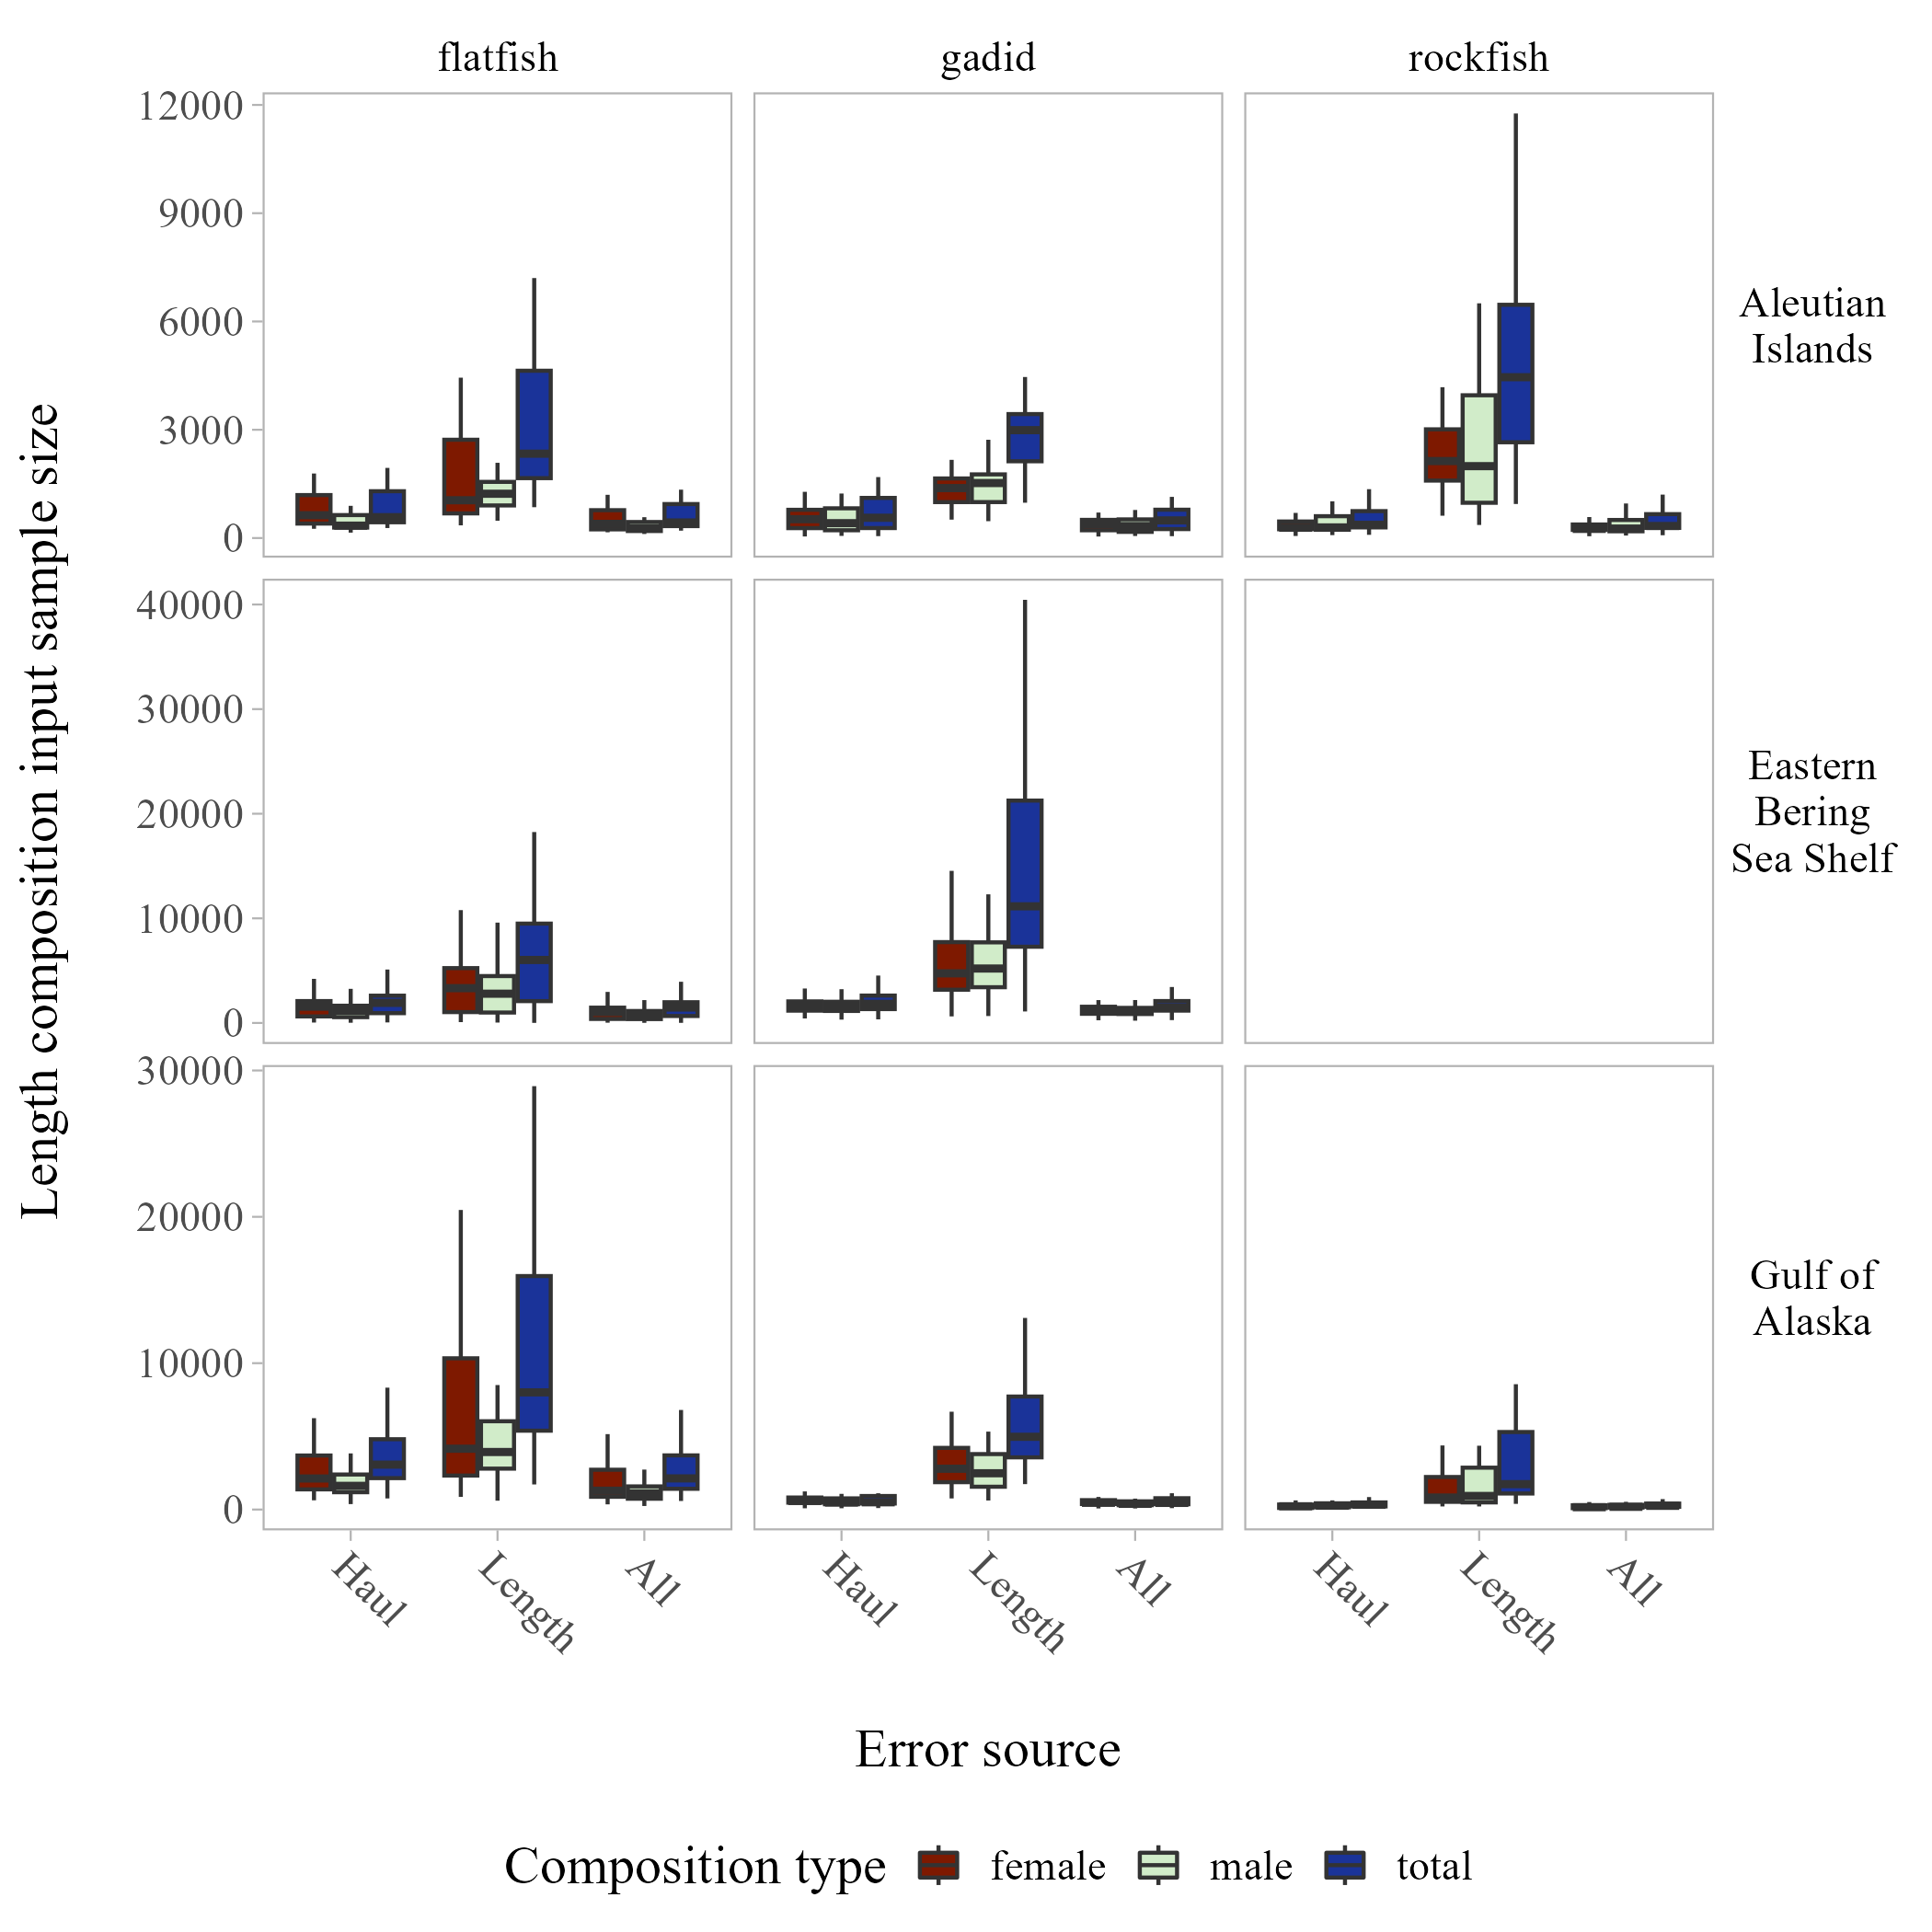 flatfish gadid rockfish
12000
9000
6000
3000
0
Aleutian
Islands
40000
30000
20000
10000
0
Eastern
Bering
Sea Shelf
30000
20000
10000
0
Gulf of
Alaska
Length composition input sample size
Haul Length All Haul Length All Haul Length All
Error source
Composition type female male total